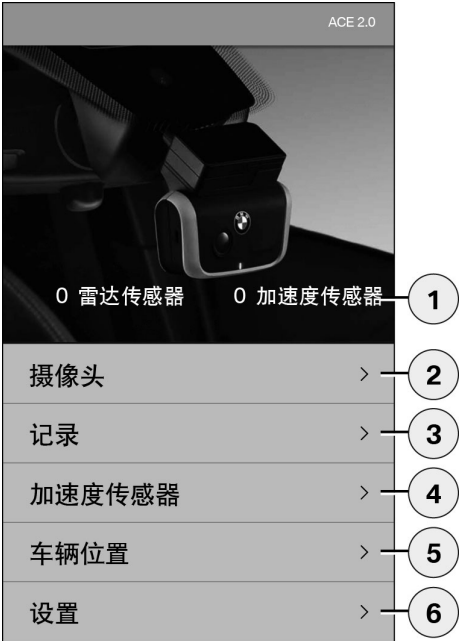 ACE 2.0
0 雷达传感器 0 加速度传感器 1
摄像头 > 2
记录 > 3
加速度传感器 > 4
车辆位置 > 5
设置 > 6